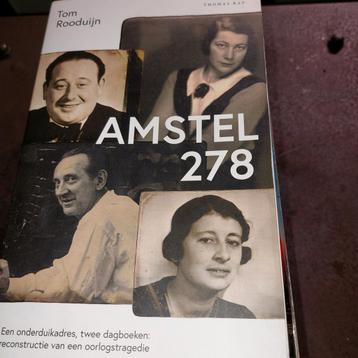 Tom
Rooduijn
THOMAS RAP
AMSTEL
278
Een onderduikadres, twee dagboeken:
reconstructie van een oorlogstragedie